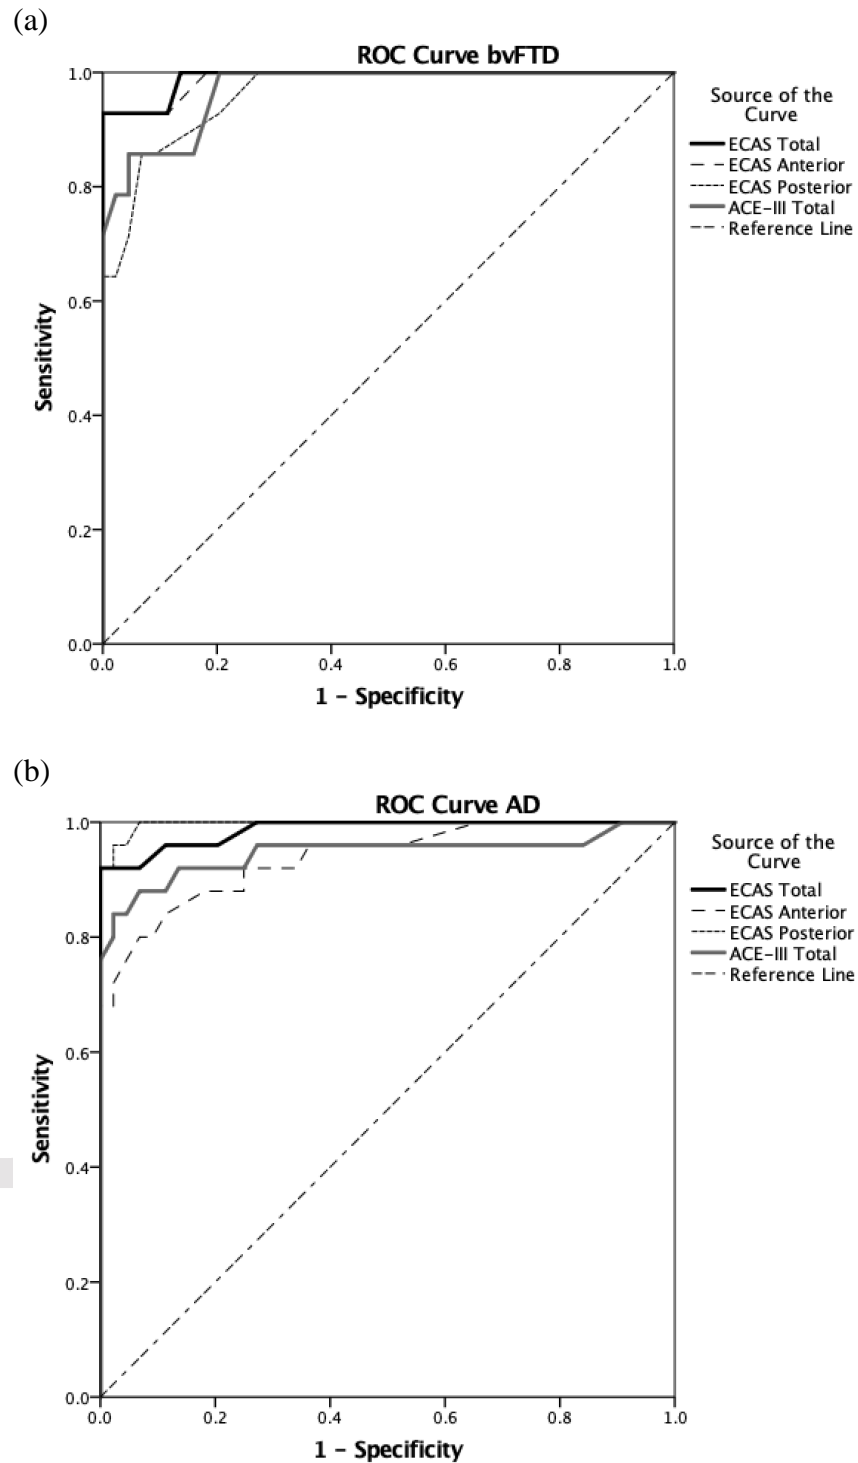 (a)
ROC Curve bvFTD
Source of the
Curve
ECAS Total
ECAS Anterior
ECAS Posterior
ACE-III Total
Reference Line
1.0
0.8
0.6
0.4
0.2
0.0
Sensitivity
0.0 0.2 0.4 0.6 0.8 1.0
1 - Specificity
(b)
ROC Curve AD
Source of the
Curve
ECAS Total
ECAS Anterior
ECAS Posterior
ACE-III Total
Reference Line
1.0
0.8
0.6
0.4
0.2
0.0
Sensitivity
0.0 0.2 0.4 0.6 0.8 1.0
1 - Specificity